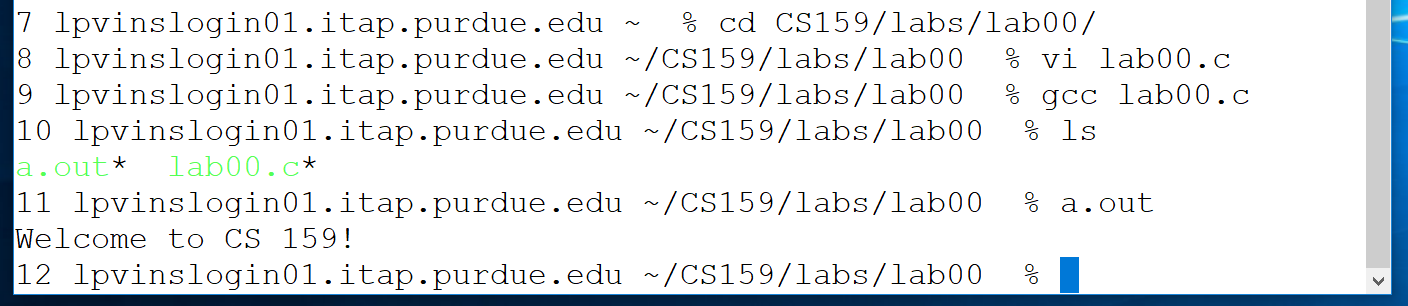 7 lpvinslogin01.itap.purdue.edu ~  % cd CS159/labs/lab00/
8 lpvinslogin01.itap.purdue.edu ~/CS159/labs/lab00  % vi lab00.c
9 lpvinslogin01.itap.purdue.edu ~/CS159/labs/lab00  % gcc lab00.c
10 lpvinslogin01.itap.purdue.edu ~/CS159/labs/lab00  % ls
a.out*  lab00.c*
11 lpvinslogin01.itap.purdue.edu ~/CS159/labs/lab00  % a.out
Welcome to CS 159!
12 lpvinslogin01.itap.purdue.edu ~/CS159/labs/lab00  %